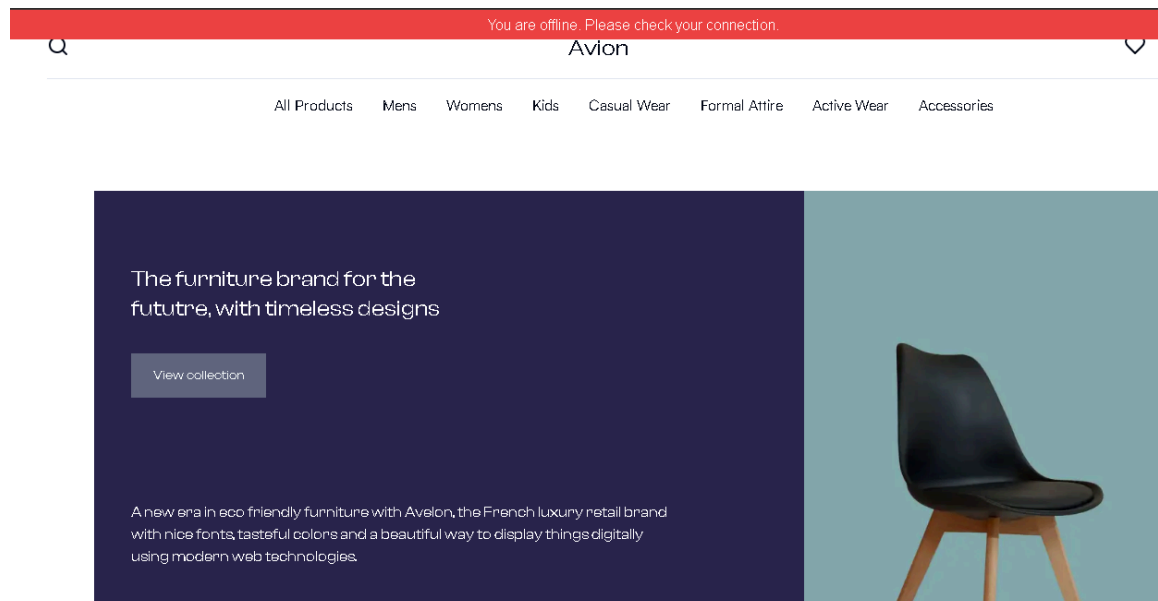 You are offline. Please check your connection.
Avion
All Products Mens Womens Kids Casual Wear Formal Attire Active Wear Accessories
The furniture brand for the
fututre, with timeless designs
View collection
A new era in eco friendly furniture with Avelon, the French luxury retail brand
with nice fonts, tasteful colors and a beautiful way to display things digitally
using modern web technologies.